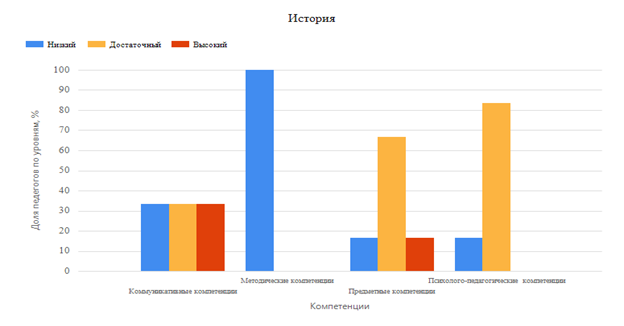 История
Низкий Достаточный Высокий
100
90
80
70
60
50
40
30
20
10
0
Доля педегогов по уровням, %
Методические компетенции Психолого-педагогические компетенции
Коммуникативные компетенции Предметные компетенции
Компетенции